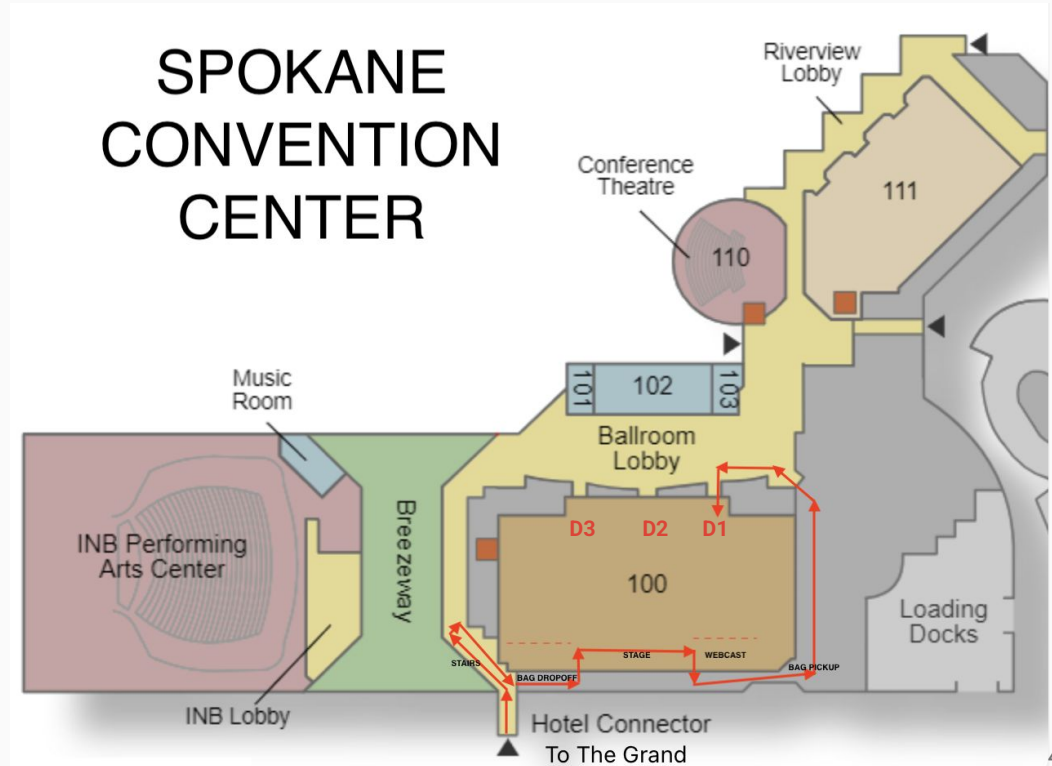 SPOKANE
CONVENTION
CENTER
Riverview
Lobby
Conference
Theatre
111
110
Music
Room
101
102
103
Ballroom
Lobby
INB Performing
Arts Center
Breezeway
D3
D2
D1
100
Loading
Docks
STAIRS
STAGE
WEBCAST
BAG DROPOFF
BAG PICKUP
INB Lobby
Hotel Connector
To The Grand